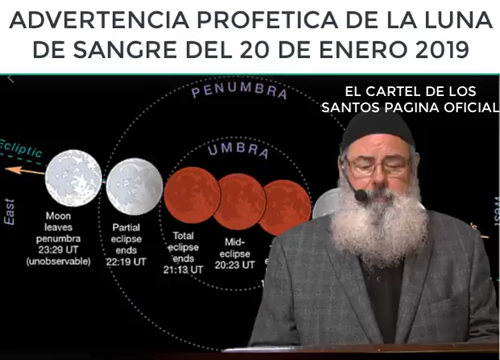 ADVERTENCIA PROFETICA DE LA LUNA
DE SANGRE DEL 20 DE ENERO 2019
EL CARTEL DE LOS
SANTOS PAGINA OFICIAL
PENUMBRA
UMBRA
Ecliptic
East
Moon
leaves
penumbra
23:29 UT
(unobservable)
Partial
eclipse
ends
22:19 UT
Total
eclipse
ends
21:13 UT
Mid-
eclipse
20:23 UT